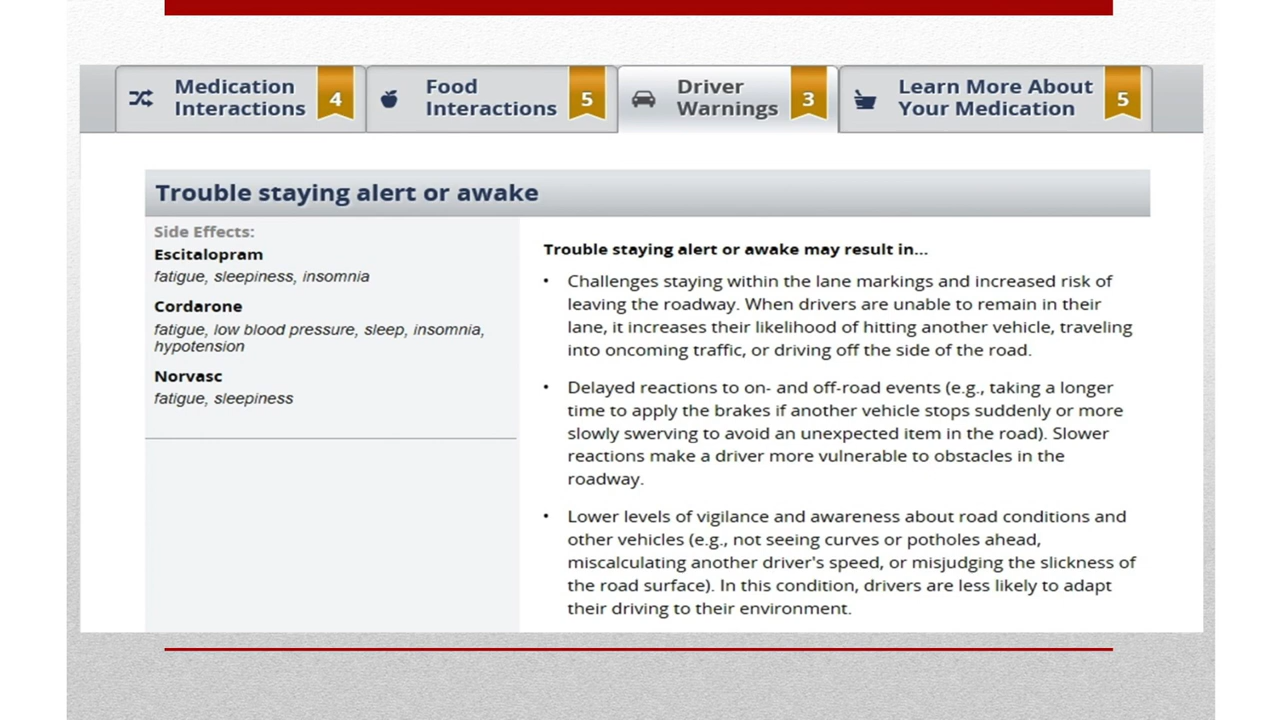 Medication
Interactions
4
Food
Interactions
5
Driver
Warnings
3
Learn More About
Your Medication
5
Trouble staying alert or awake
Side Effects:
Escitalopram
fatigue, sleepiness, insomnia
Cordarone
fatigue, low blood pressure, sleep, insomnia,
hypotension
Norvasc
fatigue, sleepiness
Trouble staying alert or awake may result in...
• Challenges staying within the lane markings and increased risk of
leaving the roadway. When drivers are unable to remain in their
lane, it increases their likelihood of hitting another vehicle, traveling
into oncoming traffic, or driving off the side of the road.
• Delayed reactions to on- and off-road events (e.g., taking a longer
time to apply the brakes if another vehicle stops suddenly or more
slowly swerving to avoid an unexpected item in the road). Slower
reactions make a driver more vulnerable to obstacles in the
roadway.
• Lower levels of vigilance and awareness about road conditions and
other vehicles (e.g., not seeing curves or potholes ahead,
miscalculating another driver's speed, or misjudging the slickness of
the road surface). In this condition, drivers are less likely to adapt
their driving to their environment.